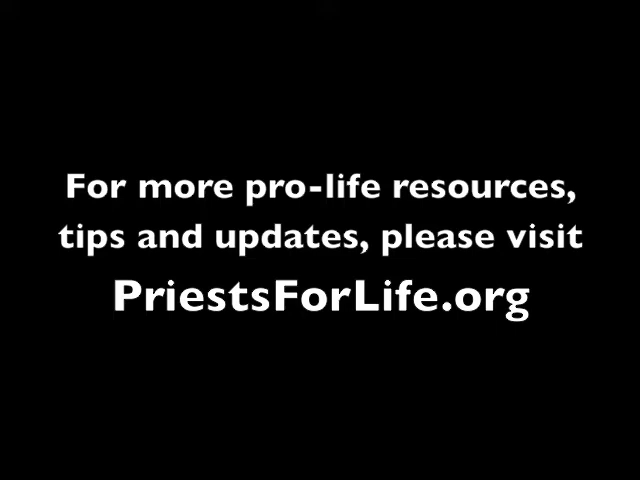 For more pro-life resources,
tips and updates, please visit
PriestsForLife.org